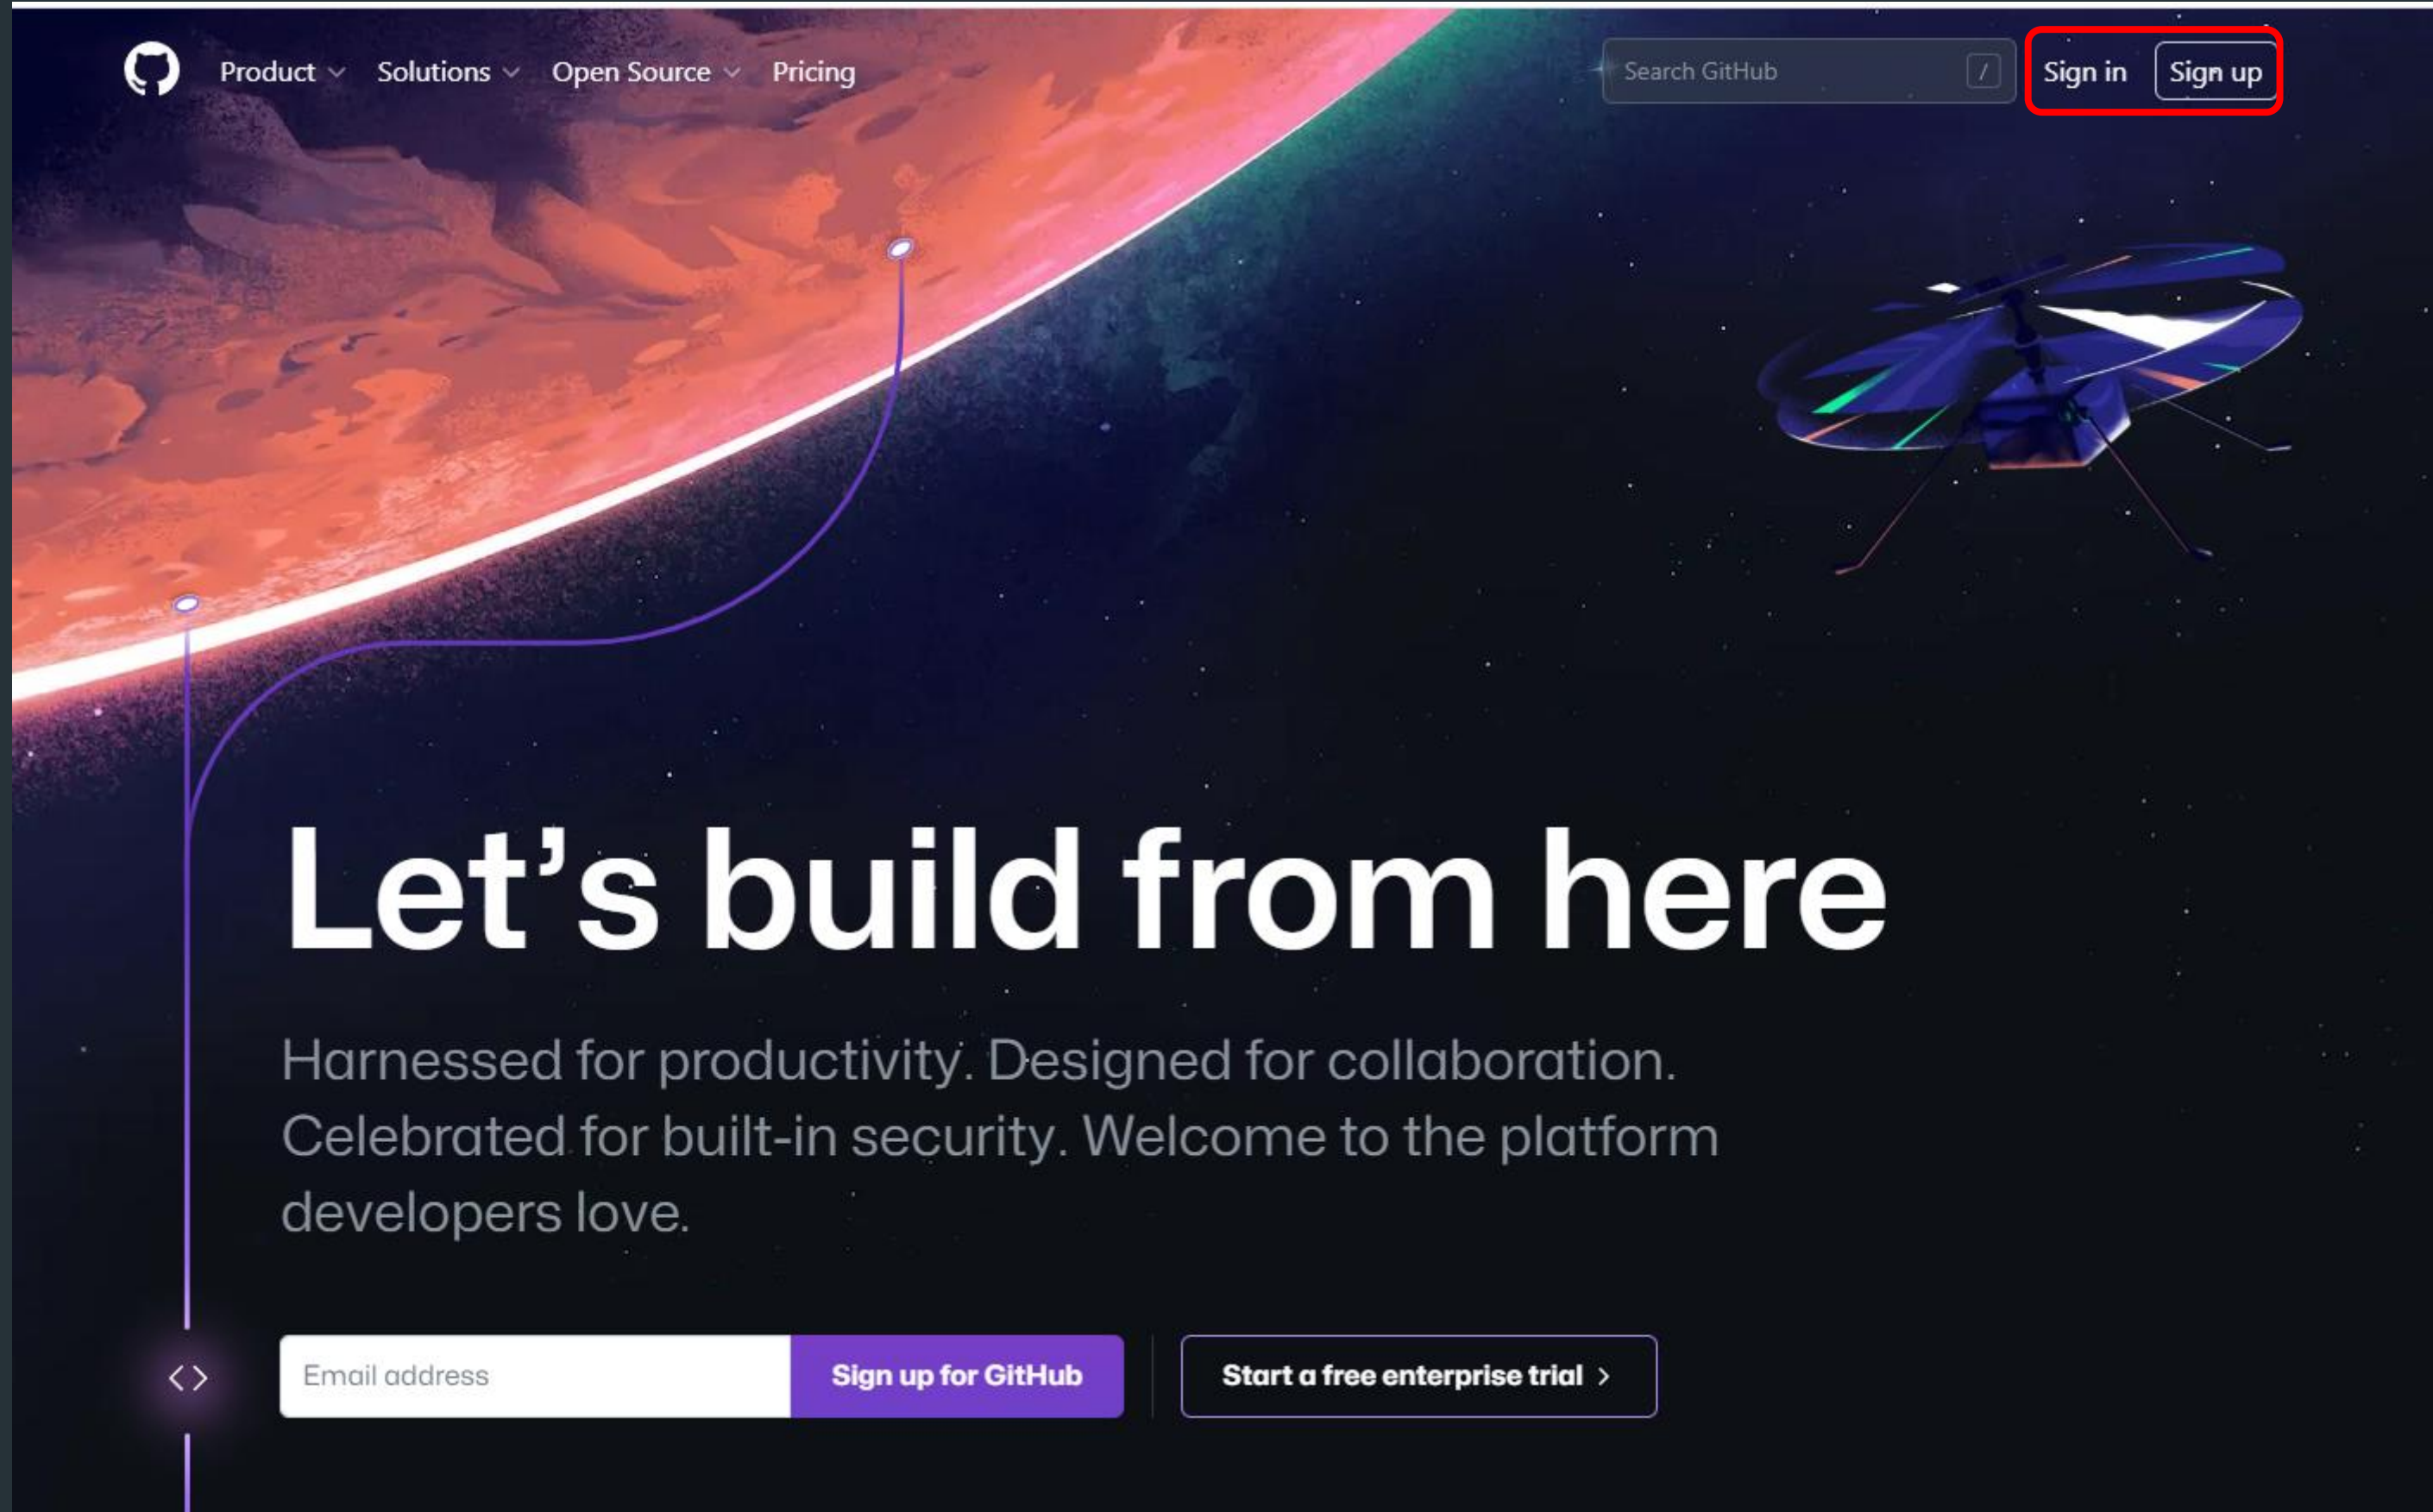 Product Solutions Open Source Pricing Search GitHub / Sign in Sign up
Let’s build from here
Harnessed for productivity. Designed for collaboration.
Celebrated for built-in security. Welcome to the platform
developers love.
Email address Sign up for GitHub Start a free enterprise trial >